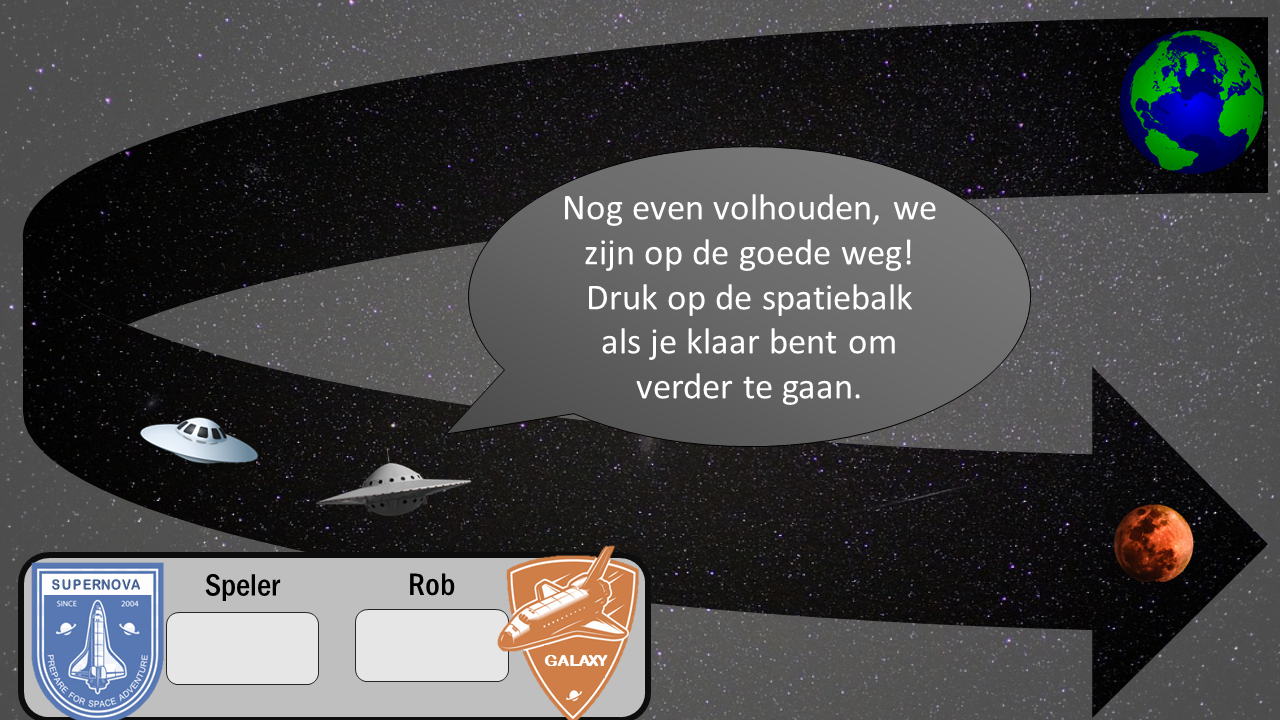 Nog even volhouden, we
zijn op de goede weg!
Druk op de spatiebalk
als je klaar bent om
verder te gaan.
Speler
Rob
SUPERNOVA
SINCE 2004
PREPARE FOR SPACE ADVENTURE
GALAXY